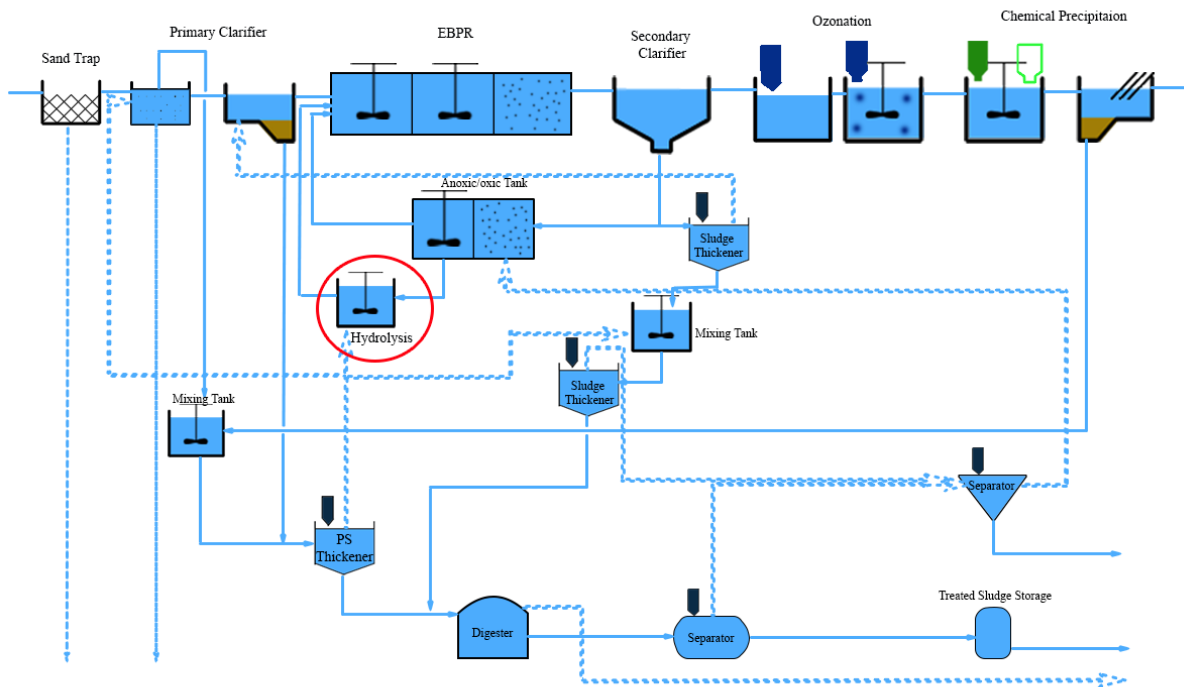 Sand Trap
Primary Clarifier
EBPR
Secondary
Clarifier
Ozonation
Chemical Precipitaion
Anoxic/oxic Tank
Sludge
Thickener
Hydrolysis
Mixing Tank
Sludge
Thickener
Mixing Tank
Separator
PS
Thickener
Digester
Separator
Treated Sludge Storage